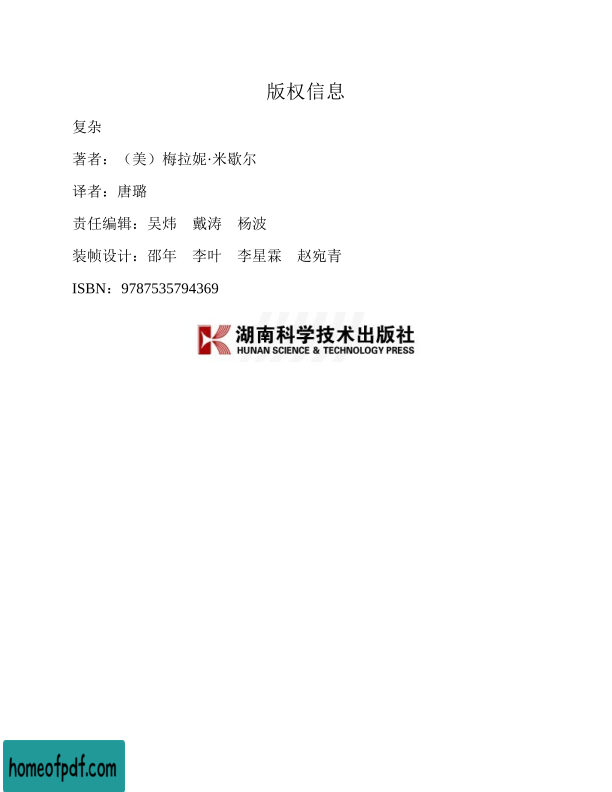 版权信息
复杂
著者：（美）梅拉妮·米歇尔
译者：唐璐
责任编辑：吴炜　戴涛　杨波
装帧设计：邵年　李叶　李星霖　赵宛青
ISBN：9787535794369
湖南科学技术出版社
HUNAN SCIENCE & TECHNOLOGY PRESS
homeofpdf.com